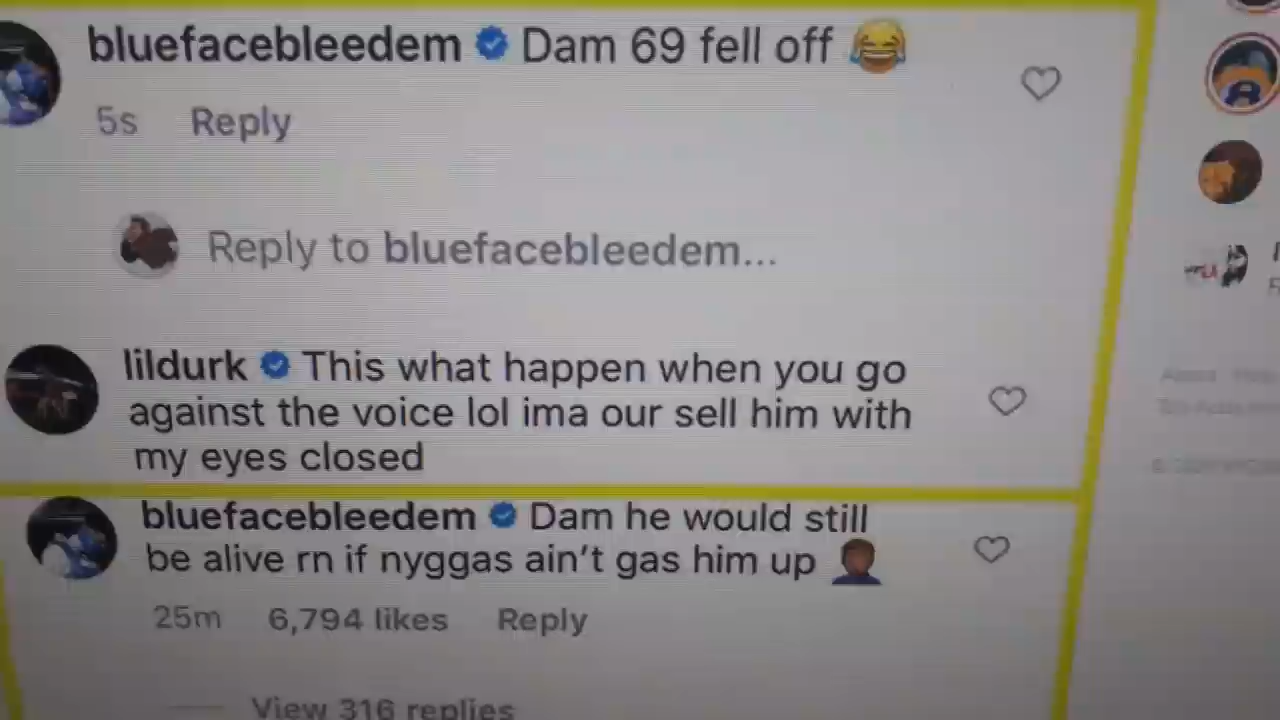 bluefacebleedem Dam 69 fell off 😂
5s Reply
Reply to bluefacebleedem...
lildurk This what happen when you go
against the voice lol ima our sell him with
my eyes closed
bluefacebleedem Dam he would still
be alive rn if nyggas ain't gas him up 🤦🏾‍♂️
25m 6,794 likes Reply
View 316 replies